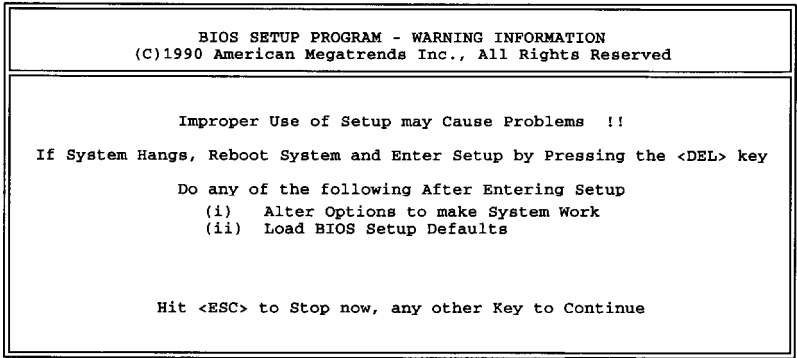 BIOS SETUP PROGRAM - WARNING INFORMATION
(C)1990 American Megatrends Inc., All Rights Reserved
Improper Use of Setup may Cause Problems !!
If System Hangs, Reboot System and Enter Setup by Pressing the <DEL> key
Do any of the following After Entering Setup
(i) Alter Options to make System Work
(ii) Load BIOS Setup Defaults
Hit <ESC> to Stop now, any other Key to Continue